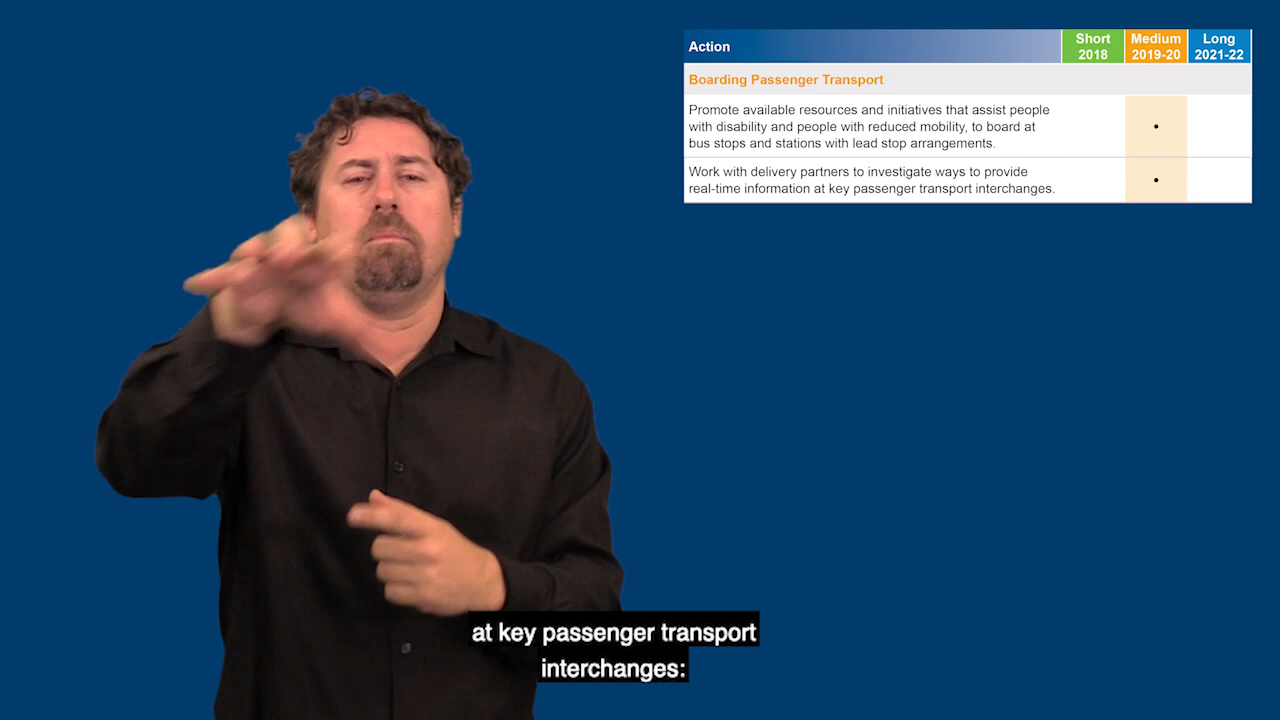 Action
Short
2018
Medium
2019-20
Long
2021-22
Boarding Passenger Transport
Promote available resources and initiatives that assist people
with disability and people with reduced mobility, to board at
bus stops and stations with lead stop arrangements.
•
Work with delivery partners to investigate ways to provide
real-time information at key passenger transport interchanges.
•
at key passenger transport
interchanges: